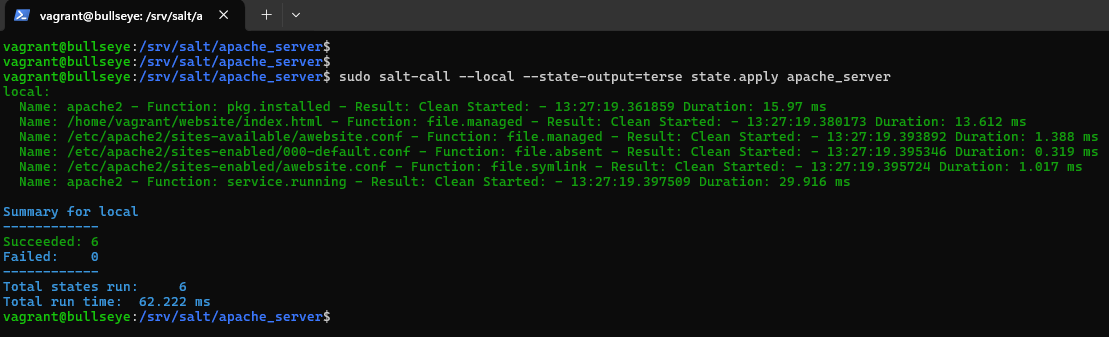 vagrant@bullseye: /srv/salt/a
vagrant@bullseye:/srv/salt/apache_server$
vagrant@bullseye:/srv/salt/apache_server$
vagrant@bullseye:/srv/salt/apache_server$ sudo salt-call --local --state-output=terse state.apply apache_server
local:
  Name: apache2 - Function: pkg.installed - Result: Clean Started: - 13:27:19.361859 Duration: 15.97 ms
  Name: /home/vagrant/website/index.html - Function: file.managed - Result: Clean Started: - 13:27:19.380173 Duration: 13.612 ms
  Name: /etc/apache2/sites-available/awebsite.conf - Function: file.managed - Result: Clean Started: - 13:27:19.393892 Duration: 1.388 ms
  Name: /etc/apache2/sites-enabled/000-default.conf - Function: file.absent - Result: Clean Started: - 13:27:19.395346 Duration: 0.319 ms
  Name: /etc/apache2/sites-enabled/awebsite.conf - Function: file.symlink - Result: Clean Started: - 13:27:19.395724 Duration: 1.017 ms
  Name: apache2 - Function: service.running - Result: Clean Started: - 13:27:19.397509 Duration: 29.916 ms

Summary for local
------------
Succeeded: 6
Failed:    0
------------
Total states run:     6
Total run time:  62.222 ms
vagrant@bullseye:/srv/salt/apache_server$